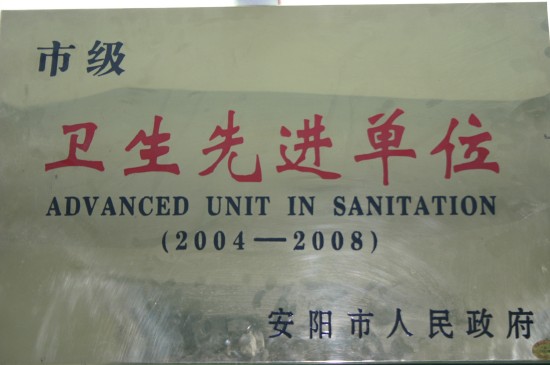 市级
卫生先进单位
ADVANCED UNIT IN SANITATION
(2004—2008)
安阳市人民政府